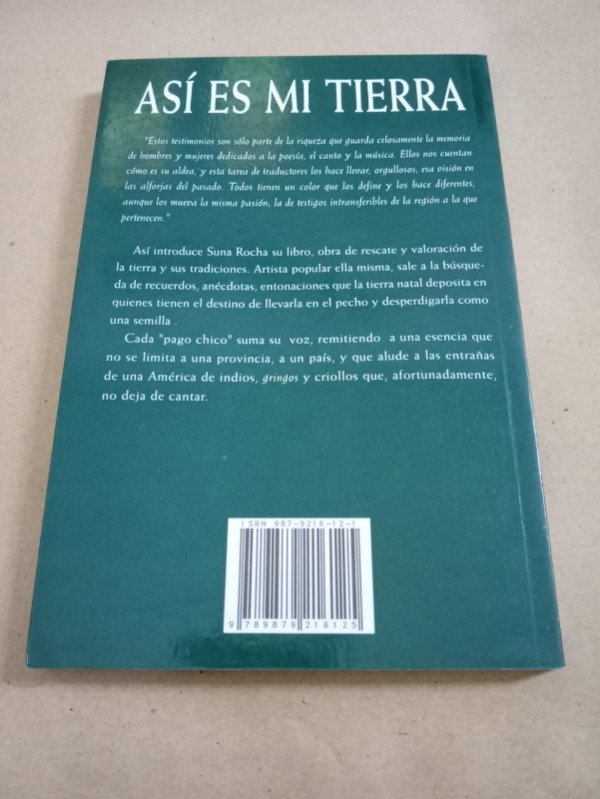 ASÍ ES MI TIERRA
"Estos testimonios son sólo parte de la riqueza que guarda celosamente la memoria
de hombres y mujeres dedicados a la poesía, el canto y la música. Ellos nos cuentan
cómo es su aldea, y esta tarea de traductores los hace llevar, orgullosos, esa visión en
las alforjas del pasado. Todos tienen un color que los define y los hace diferentes,
aunque los mueva la misma pasión, la de testigos intransferibles de la región a la que
pertenecen."
Así introduce Suna Rocha su libro, obra de rescate y valoración de
la tierra y sus tradiciones. Artista popular ella misma, sale a la búsque-
da de recuerdos, anécdotas, entonaciones que la tierra natal deposita en
quienes tienen el destino de llevarla en el pecho y desperdigarla como
una semilla .
Cada "pago chico" suma su voz, remitiendo a una esencia que
no se limita a una provincia, a un país, y que alude a las entrañas
de una América de indios, gringos y criollos que, afortunadamente,
no deja de cantar.
ISBN 987-9216-12-1
9 789879 216125